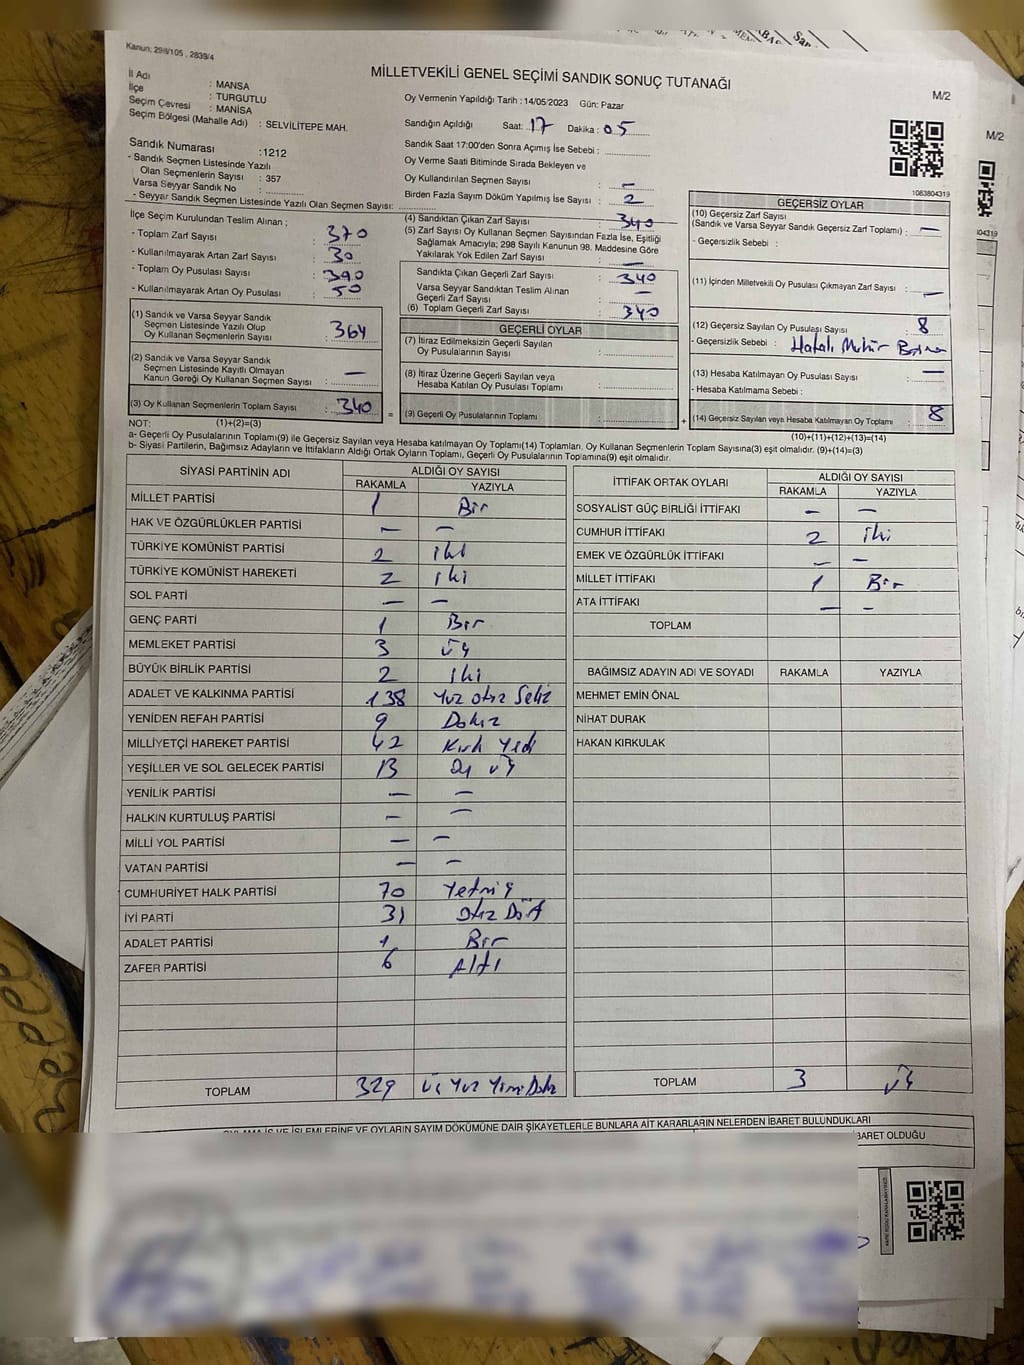 Kanun; 298/105 , 2839/4
MİLLETVEKİLİ GENEL SEÇİMİ SANDIK SONUÇ TUTANAĞI
M/2
M/2
İl Adı : MANSA
İlçe : TURGUTLU
Seçim Çevresi : MANİSA
Seçim Bölgesi (Mahalle Adı) : SELVİLİTEPE MAH.
Sandık Numarası :1212
- Sandık Seçmen Listesinde Yazılı
Olan Seçmenlerin Sayısı : 357
Varsa Seyyar Sandık No :
- Seyyar Sandık Seçmen Listesinde Yazılı Olan Seçmen Sayısı:
Oy Vermenin Yapıldığı Tarih : 14/05/2023 Gün: Pazar
Sandığın Açıldığı Saat: 17 Dakika : 05
Sandık Saat 17:00'den Sonra Açımış İse Sebebi :
Oy Verme Saati Bitiminde Sırada Bekleyen ve
Oy Kullandırılan Seçmen Sayısı : —
Birden Fazla Sayım Döküm Yapılmış İse Sayısı : 2
1083804319
İlçe Seçim Kurulundan Teslim Alınan ;
- Toplam Zarf Sayısı : 370
- Kullanılmayarak Artan Zarf Sayısı : 30
- Toplam Oy Pusulası Sayısı : 390
- Kullanılmayarak Artan Oy Pusulası : 50
(1) Sandık ve Varsa Seyyar Sandık
Seçmen Listesinde Yazılı Olup
Oy Kullanan Seçmenlerin Sayısı : 364
(2) Sandık ve Varsa Seyyar Sandık
Seçmen Listesinde Kayıtlı Olmayan
Kanun Gereği Oy Kullanan Seçmen Sayısı : —
(3) Oy Kullanan Seçmenlerin Toplam Sayısı : 340
(4) Sandıktan Çıkan Zarf Sayısı : 340
(5) Zarf Sayısı Oy Kullanan Seçmen Sayısından Fazla İse, Eşitliği
Sağlamak Amacıyla; 298 Sayılı Kanunun 98. Maddesine Göre
Yakılarak Yok Edilen Zarf Sayısı : —
Sandıkta Çıkan Geçerli Zarf Sayısı : 340
Varsa Seyyar Sandıktan Teslim Alınan
Geçerli Zarf Sayısı : —
(6) Toplam Geçerli Zarf Sayısı : 340
GEÇERLİ OYLAR
(7) İtiraz Edilmeksizin Geçerli Sayılan
Oy Pusulalarının Sayısı :
(8) İtiraz Üzerine Geçerli Sayılan veya
Hesaba Katılan Oy Pusulası Toplamı :
= (9) Geçerli Oy Pusulalarının Toplamı : +
GEÇERSİZ OYLAR
(10) Geçersiz Zarf Sayısı
(Sandık ve Varsa Seyyar Sandık Geçersiz Zarf Toplamı) : —
- Geçersizlik Sebebi :
(11) İçinden Milletvekili Oy Pusulası Çıkmayan Zarf Sayısı : —
(12) Geçersiz Sayılan Oy Pusulası Sayısı : 8
- Geçersizlik Sebebi : Hatalı Mühür
(13) Hesaba Katılmayan Oy Pusulası Sayısı : —
- Hesaba Katılmama Sebebi :
(14) Geçersiz Sayılan veya Hesaba Katılmayan Oy Toplamı : 8
NOT: (1)+(2)=(3) (10)+(11)+(12)+(13)=(14)
a- Geçerli Oy Pusulalarının Toplamı(9) ile Geçersiz Sayılan veya Hesaba katılmayan Oy Toplamı(14) Toplamları, Oy Kullanan Seçmenlerin Toplam Sayısına(3) eşit olmalıdır. (9)+(14)=(3)
b- Siyasi Partilerin, Bağımsız Adayların ve İttifakların Aldığı Ortak Oyların Toplamı, Geçerli Oy Pusulalarının Toplamına(9) eşit olmalıdır.
SİYASİ PARTİNİN ADI ALDIĞI OY SAYISI
RAKAMLA YAZIYLA
MİLLET PARTİSİ 1 Bir
HAK VE ÖZGÜRLÜKLER PARTİSİ — —
TÜRKİYE KOMÜNİST PARTİSİ 2 iki
TÜRKİYE KOMÜNİST HAREKETİ 2 iki
SOL PARTİ — —
GENÇ PARTİ 1 Bir
MEMLEKET PARTİSİ 3 üç
BÜYÜK BİRLİK PARTİSİ 2 iki
ADALET VE KALKINMA PARTİSİ 138 Yüz otuz Sekiz
YENİDEN REFAH PARTİSİ 9 Dokuz
MİLLİYETÇİ HAREKET PARTİSİ 42 Kırk Yedi
YEŞİLLER VE SOL GELECEK PARTİSİ 13 On üç
YENİLİK PARTİSİ — —
HALKIN KURTULUŞ PARTİSİ — —
MİLLİ YOL PARTİSİ — —
VATAN PARTİSİ — —
CUMHURİYET HALK PARTİSİ 70 Yetmiş
İYİ PARTİ 31 Otuz Dört
ADALET PARTİSİ 1 Bir
ZAFER PARTİSİ 6 Altı
TOPLAM 329 üç Yüz Yirmi Dokuz
İTTİFAK ORTAK OYLARI ALDIĞI OY SAYISI
RAKAMLA YAZIYLA
SOSYALİST GÜÇ BİRLİĞİ İTTİFAKI — —
CUMHUR İTTİFAKI 2 iki
EMEK VE ÖZGÜRLÜK İTTİFAKI — —
MİLLET İTTİFAKI 1 Bir
ATA İTTİFAKI — —
TOPLAM
BAĞIMSIZ ADAYIN ADI VE SOYADI RAKAMLA YAZIYLA
MEHMET EMİN ÖNAL
NİHAT DURAK
HAKAN KIRKULAK
TOPLAM 3 üç
OYLAMA İŞ VE İŞLEMLERİNE VE OYLARIN SAYIM DÖKÜMÜNE DAİR ŞİKAYETLERLE BUNLARA AİT KARARLARIN NELERDEN İBARET BULUNDUKLARI
BARET OLDUĞU